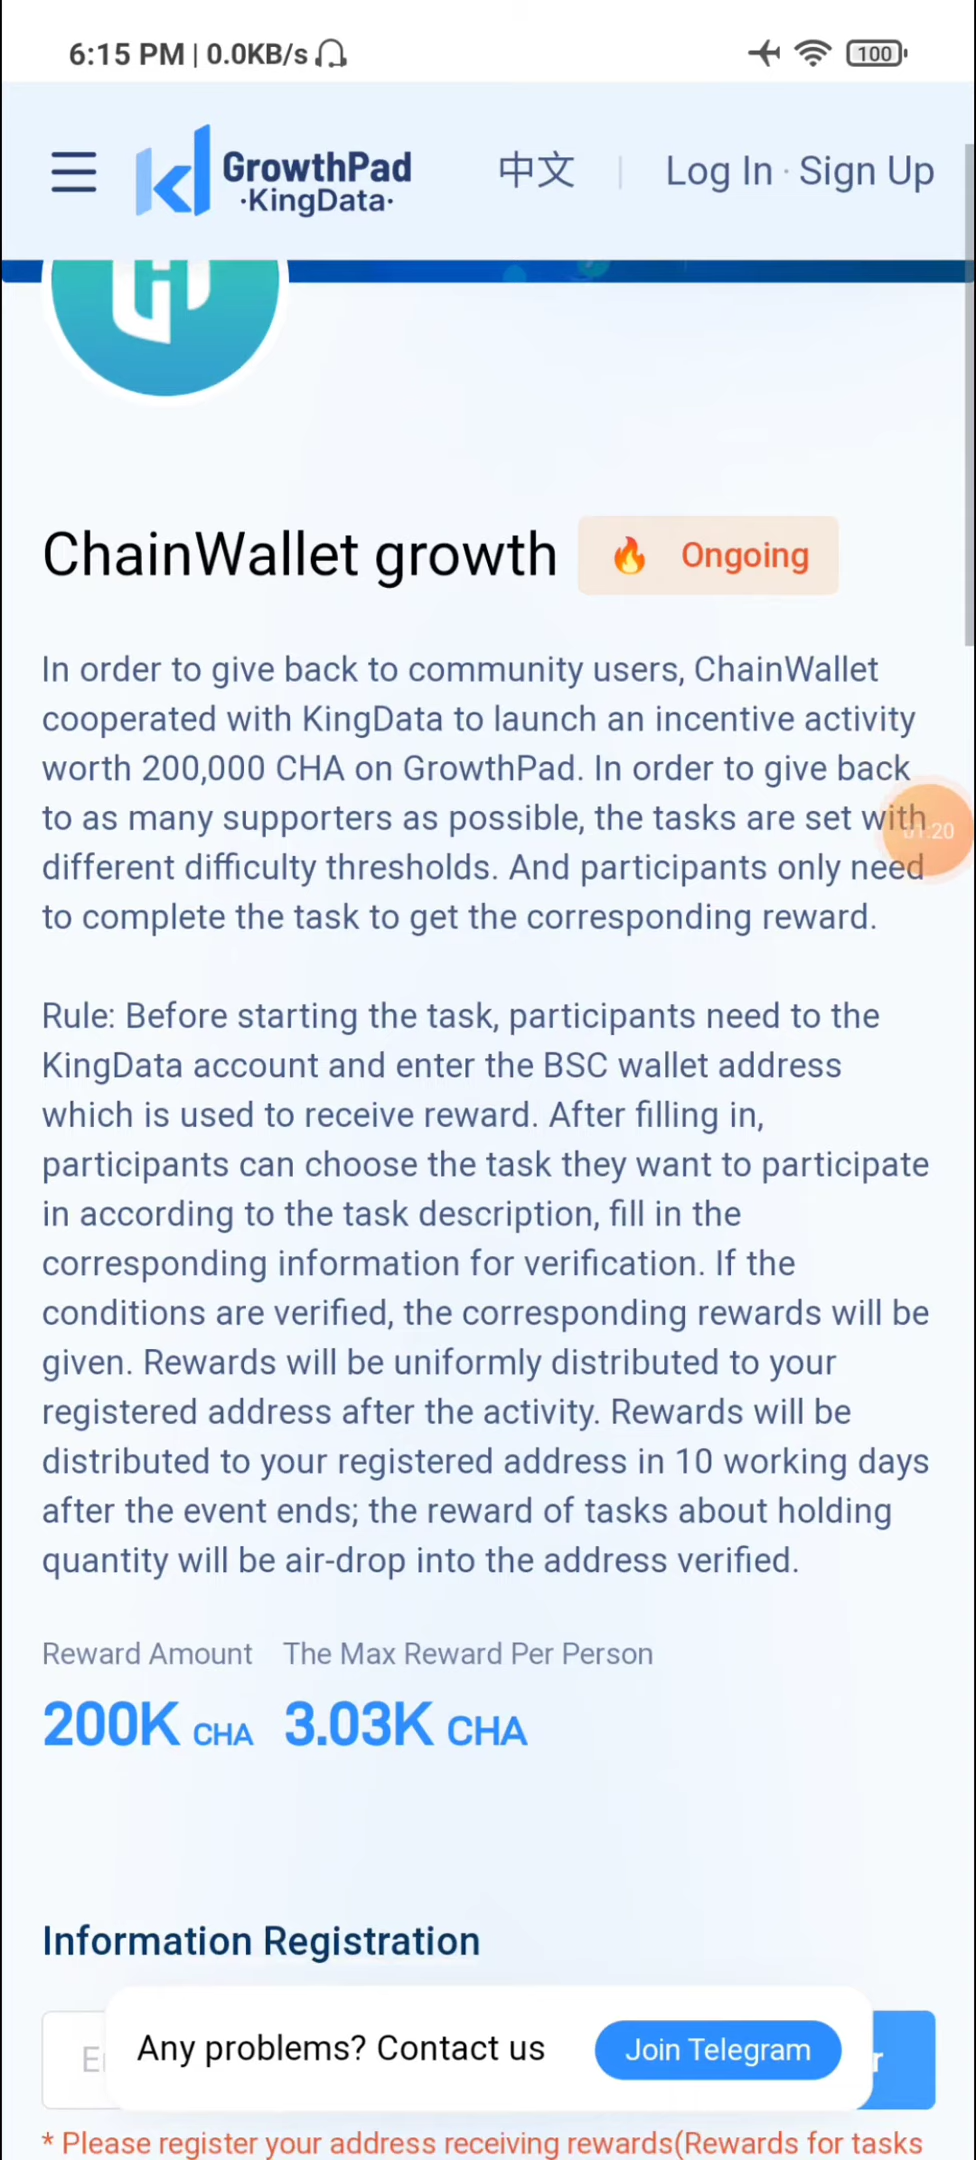 6:15 PM | 0.0KB/s
100
GrowthPad
·KingData·
中文
Log In · Sign Up
ChainWallet growth
Ongoing
In order to give back to community users, ChainWallet
cooperated with KingData to launch an incentive activity
worth 200,000 CHA on GrowthPad. In order to give back
to as many supporters as possible, the tasks are set with
01:20
different difficulty thresholds. And participants only need
to complete the task to get the corresponding reward.
Rule: Before starting the task, participants need to the
KingData account and enter the BSC wallet address
which is used to receive reward. After filling in,
participants can choose the task they want to participate
in according to the task description, fill in the
corresponding information for verification. If the
conditions are verified, the corresponding rewards will be
given. Rewards will be uniformly distributed to your
registered address after the activity. Rewards will be
distributed to your registered address in 10 working days
after the event ends; the reward of tasks about holding
quantity will be air-drop into the address verified.
Reward Amount The Max Reward Per Person
200K CHA 3.03K CHA
Information Registration
Any problems? Contact us
Join Telegram
* Please register your address receiving rewards(Rewards for tasks